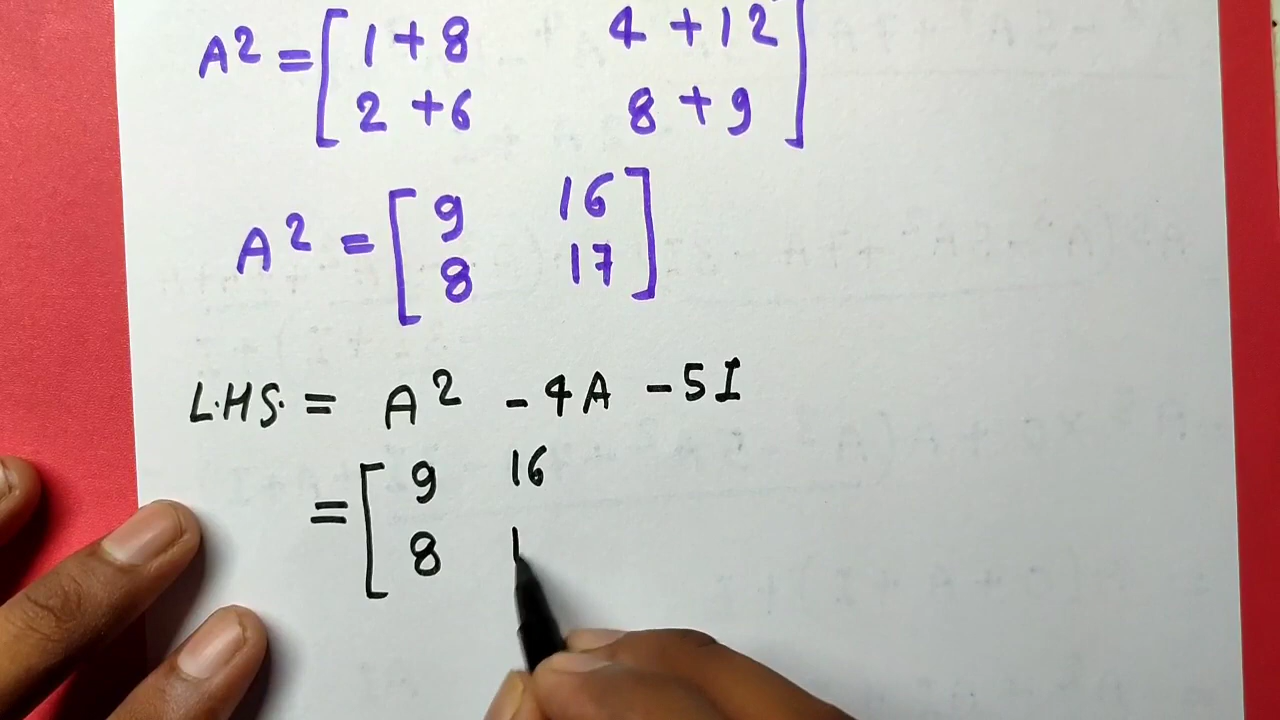 A² = [ 1 + 8 4 + 12 ]
2 + 6 8 + 9
A² = [ 9 16 ]
8 17
L.H.S. = A² - 4A - 5I
= [ 9 16
8 1